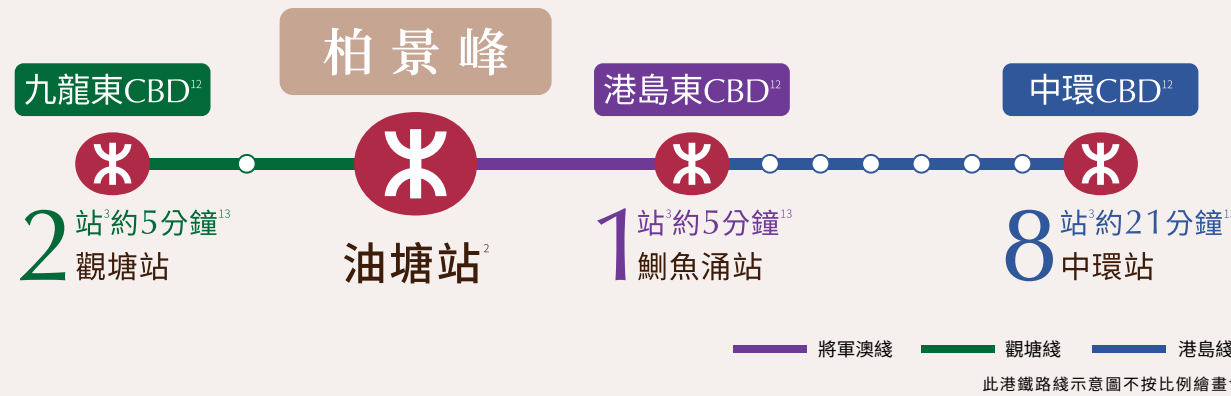 柏景峰
九龍東CBD12
港島東CBD12
中環CBD12
2站3約5分鐘13
觀塘站
油塘站2
1站3約5分鐘13
鰂魚涌站
8站3約21分鐘13
中環站
將軍澳綫
觀塘綫
港島綫
此港鐵路綫示意圖不按比例繪畫